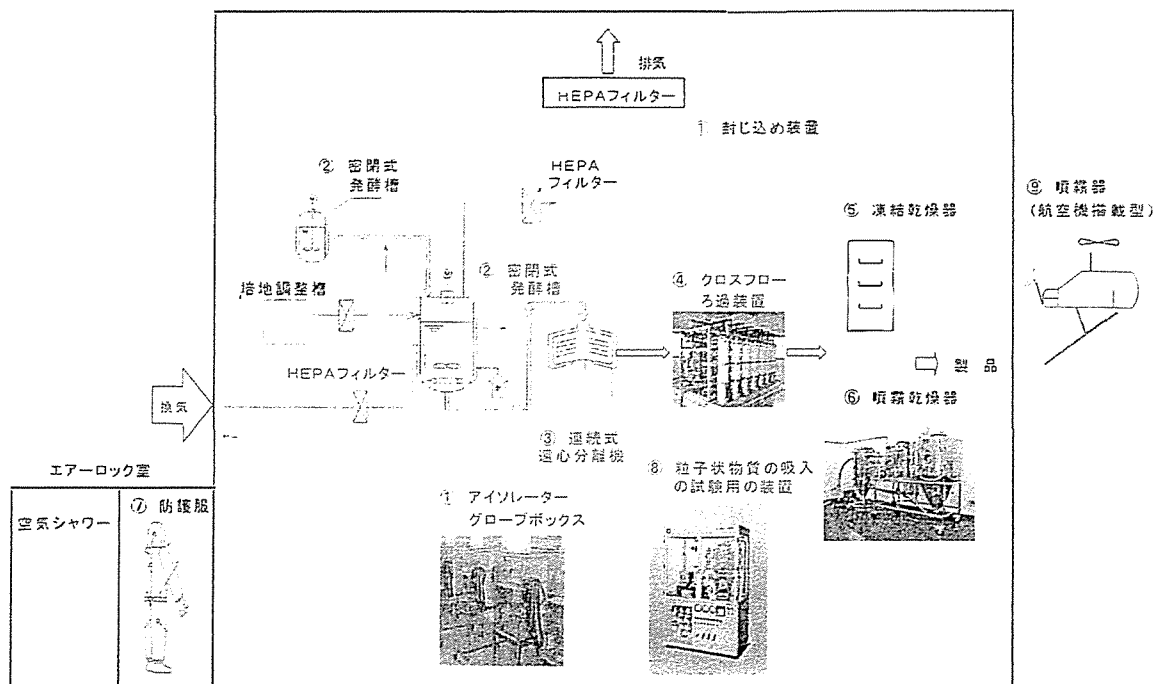 排気
HEPAフィルター
① 封じ込め装置
② 密閉式
発酵槽
HEPA
フィルター
⑨ 噴霧器
(航空機搭載型)
⑤ 凍結乾燥器
② 密閉式
発酵槽
④ クロスフロー
ろ過装置
培地調整槽
HEPAフィルター
製品
換気
⑥ 噴霧乾燥器
③ 連続式
遠心分離機
⑧ 粒子状物質の吸入
の試験用の装置
エアーロック室
① アイソレーター
グローブボックス
空気シャワー
⑦ 防護服